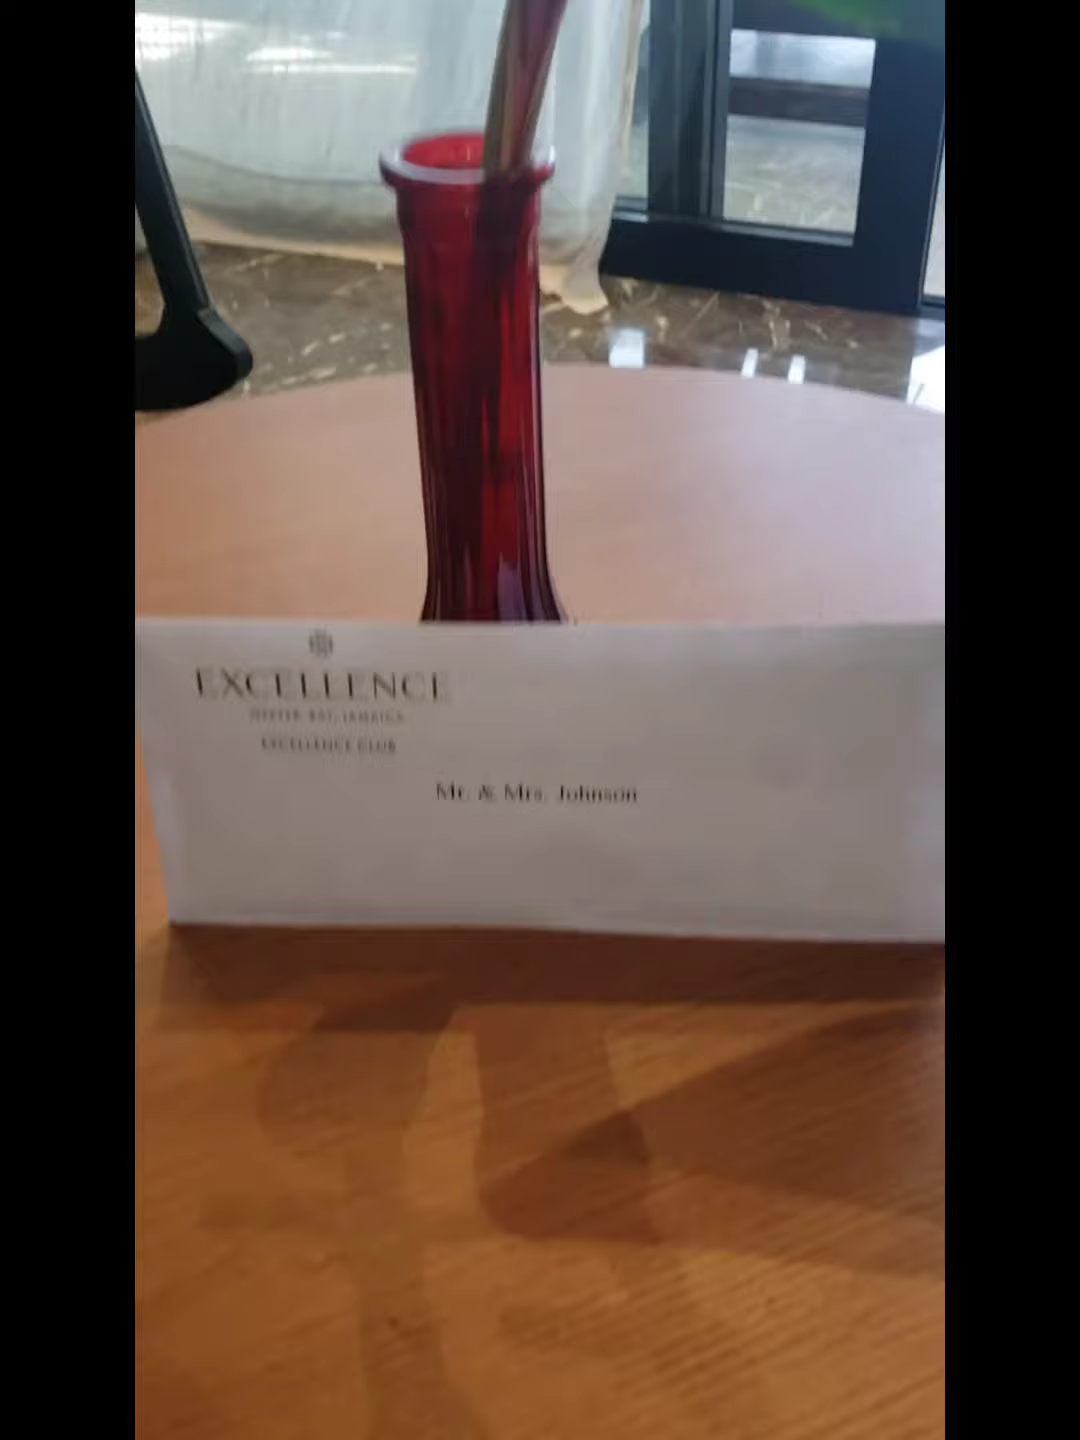 EXCELLENCE
OYSTER BAY, JAMAICA
EXCELLENCE CLUB
Mr. & Mrs. Johnson